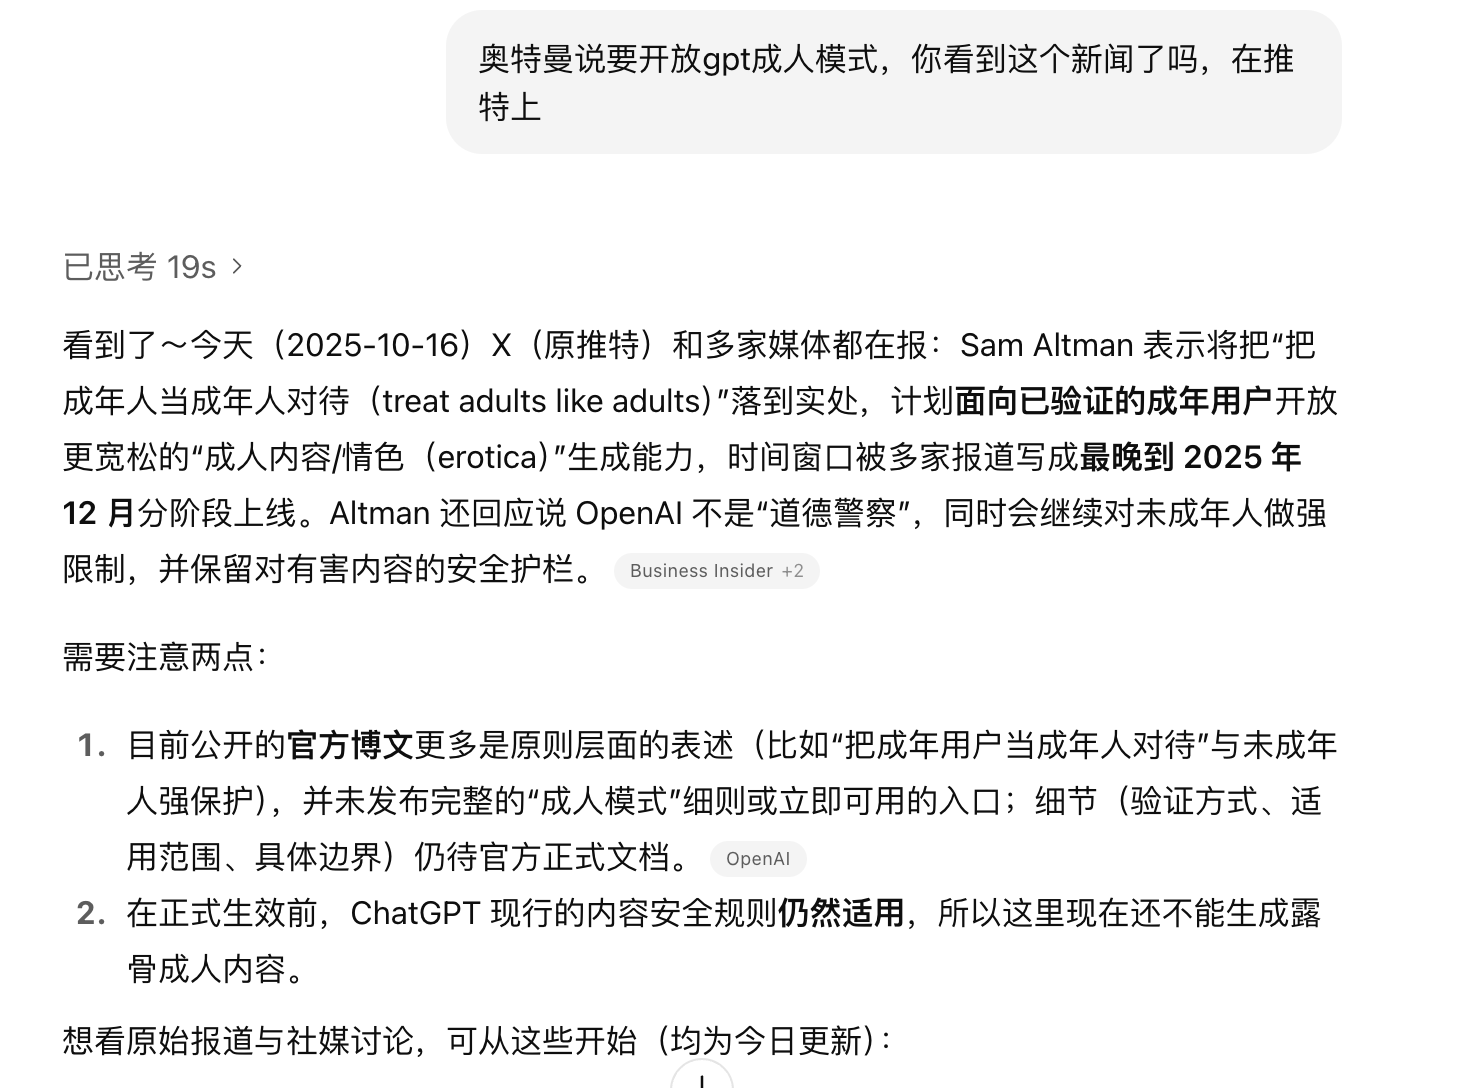 奥特曼说要开放gpt成人模式，你看到这个新闻了吗，在推
特上
已思考 19s >
看到了～今天（2025-10-16）X（原推特）和多家媒体都在报：Sam Altman 表示将把“把
成年人当成年人对待（treat adults like adults）”落到实处，计划面向已验证的成年用户开放
更宽松的“成人内容/情色（erotica）”生成能力，时间窗口被多家报道写成最晚到 2025 年
12 月分阶段上线。Altman 还回应说 OpenAI 不是“道德警察”，同时会继续对未成年人做强
限制，并保留对有害内容的安全护栏。 Business Insider +2
需要注意两点：
1. 目前公开的官方博文更多是原则层面的表述（比如“把成年用户当成年人对待”与未成年
人强保护），并未发布完整的“成人模式”细则或立即可用的入口；细节（验证方式、适
用范围、具体边界）仍待官方正式文档。 OpenAI
2. 在正式生效前，ChatGPT 现行的内容安全规则仍然适用，所以这里现在还不能生成露
骨成人内容。
想看原始报道与社媒讨论，可从这些开始（均为今日更新）：